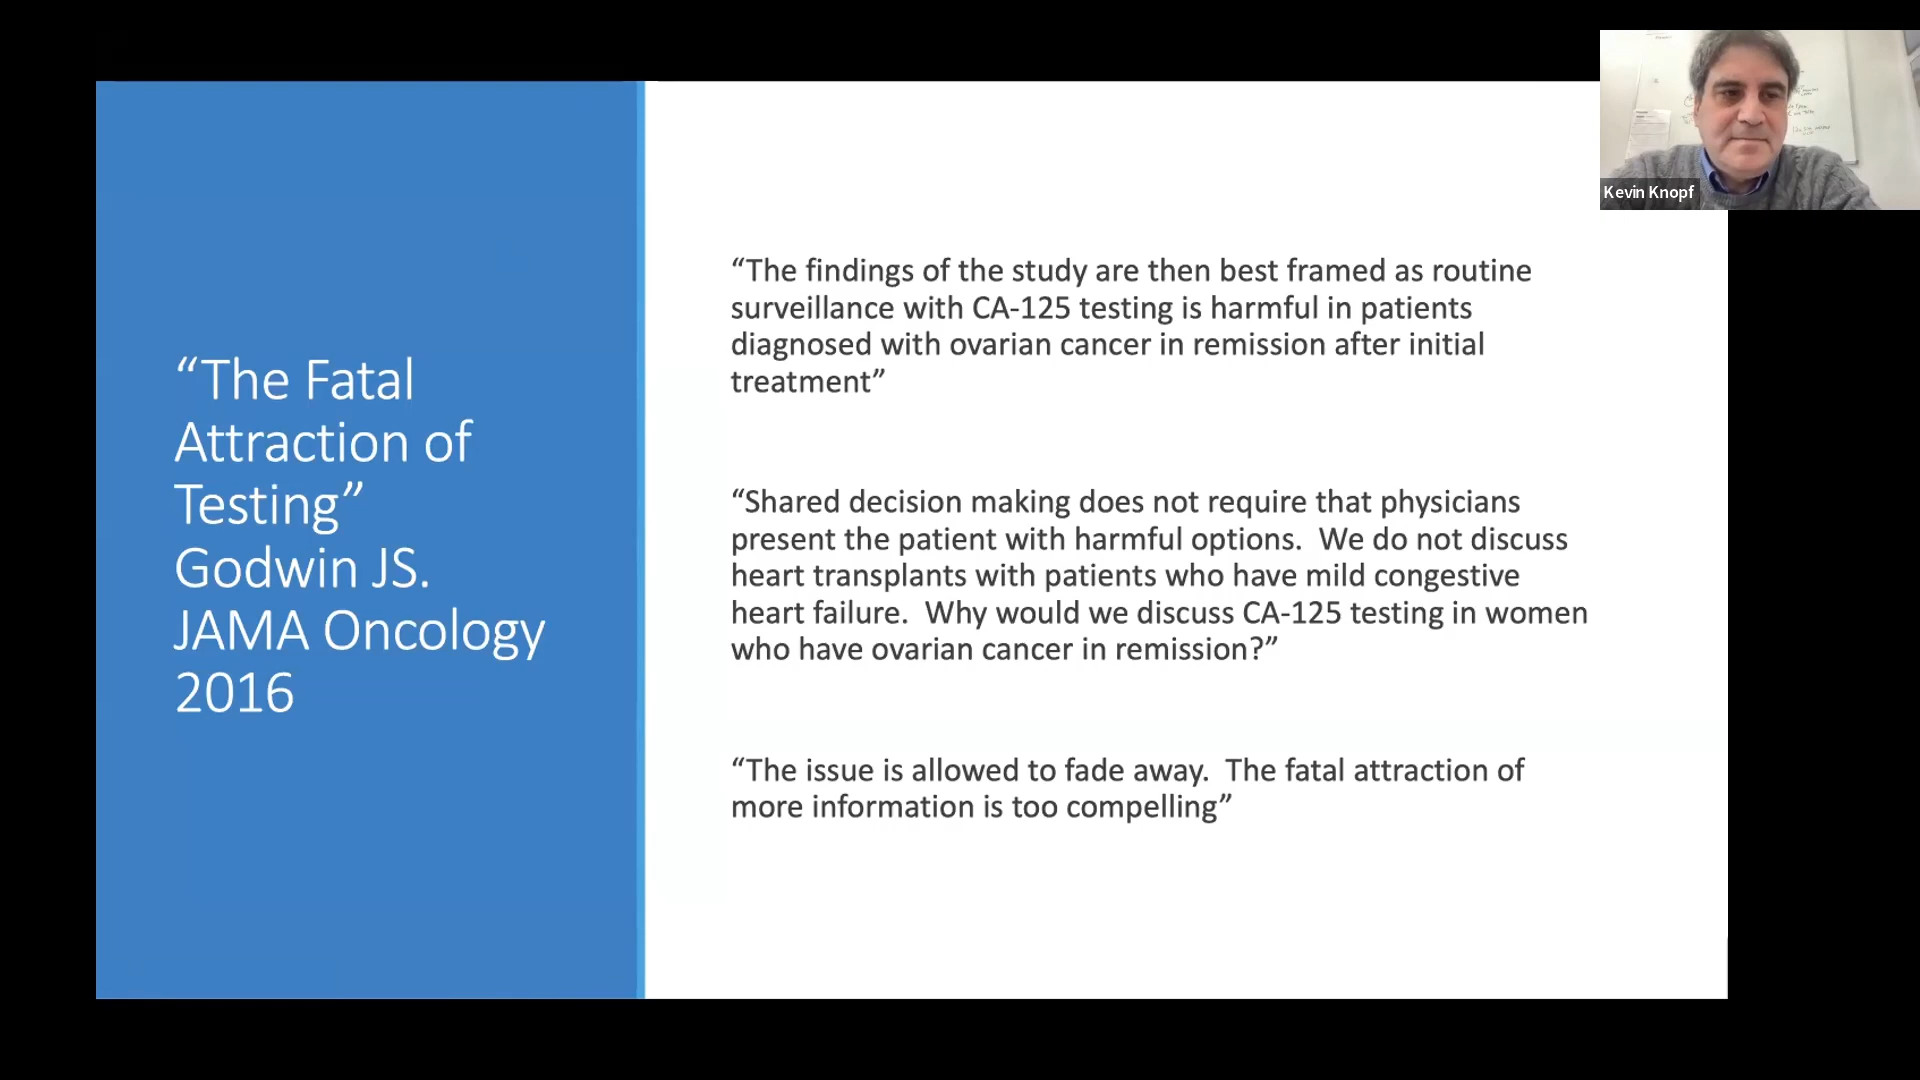 “The Fatal
Attraction of
Testing”
Godwin JS.
JAMA Oncology
2016
“The findings of the study are then best framed as routine
surveillance with CA-125 testing is harmful in patients
diagnosed with ovarian cancer in remission after initial
treatment”
“Shared decision making does not require that physicians
present the patient with harmful options.  We do not discuss
heart transplants with patients who have mild congestive
heart failure.  Why would we discuss CA-125 testing in women
who have ovarian cancer in remission?”
“The issue is allowed to fade away.  The fatal attraction of
more information is too compelling”
Kevin Knopf